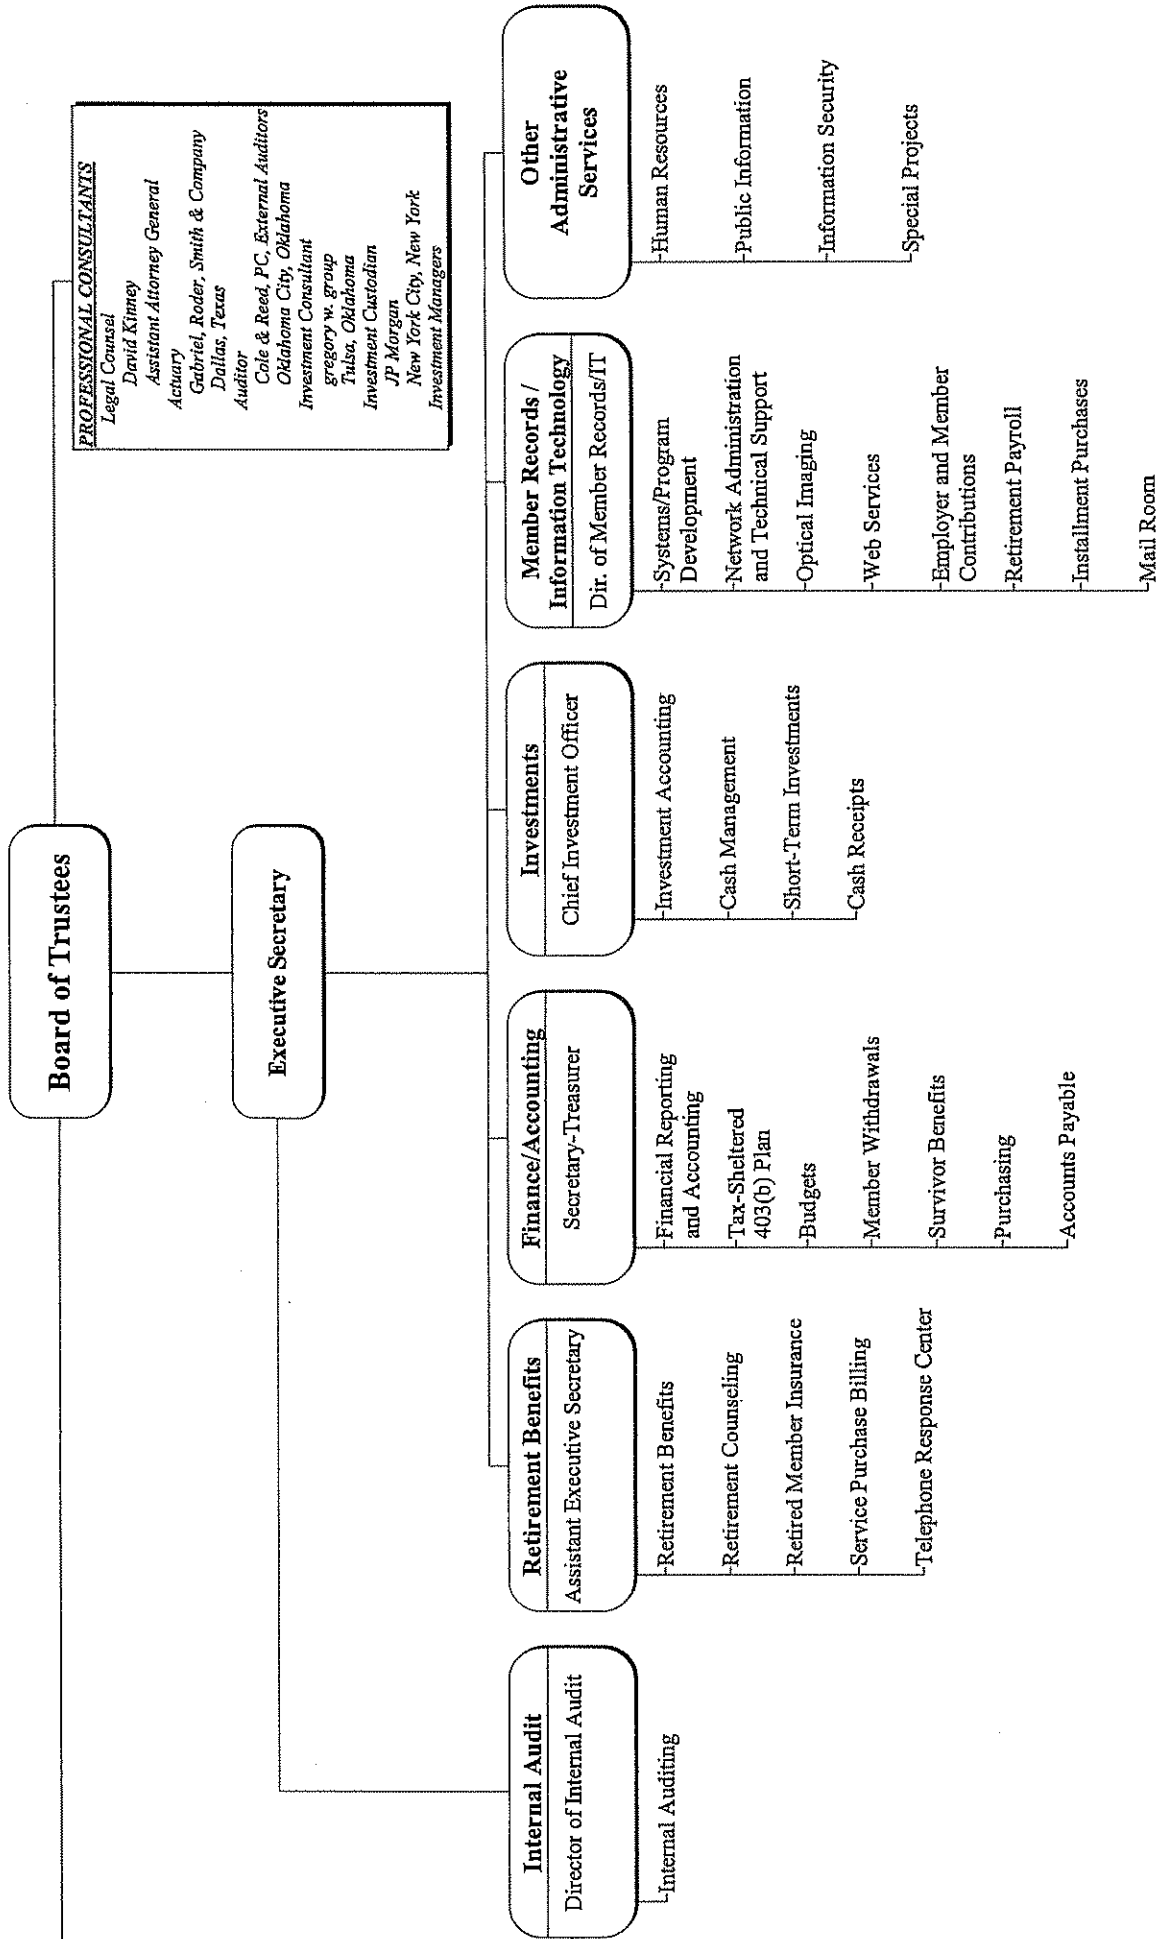 Board of Trustees
PROFESSIONAL CONSULTANTS
Legal Counsel
David Kinney
Assistant Attorney General
Actuary
Gabriel, Roder, Smith & Company
Dallas, Texas
Auditor
Cole & Reed, PC, External Auditors
Oklahoma City, Oklahoma
Investment Consultant
gregory w. group
Tulsa, Oklahoma
Investment Custodian
JP Morgan
New York City, New York
Investment Managers
Executive Secretary
Internal Audit
Director of Internal Audit
Internal Auditing
Retirement Benefits
Assistant Executive Secretary
Retirement Benefits
Retirement Counseling
Retired Member Insurance
Service Purchase Billing
Telephone Response Center
Finance/Accounting
Secretary-Treasurer
Financial Reporting
and Accounting
Tax-Sheltered
403(b) Plan
Budgets
Member Withdrawals
Survivor Benefits
Purchasing
Accounts Payable
Investments
Chief Investment Officer
Investment Accounting
Cash Management
Short-Term Investments
Cash Receipts
Member Records /
Information Technology
Dir. of Member Records/IT
Systems/Program
Development
Network Administration
and Technical Support
Optical Imaging
Web Services
Employer and Member
Contributions
Retirement Payroll
Installment Purchases
Mail Room
Other
Administrative
Services
Human Resources
Public Information
Information Security
Special Projects